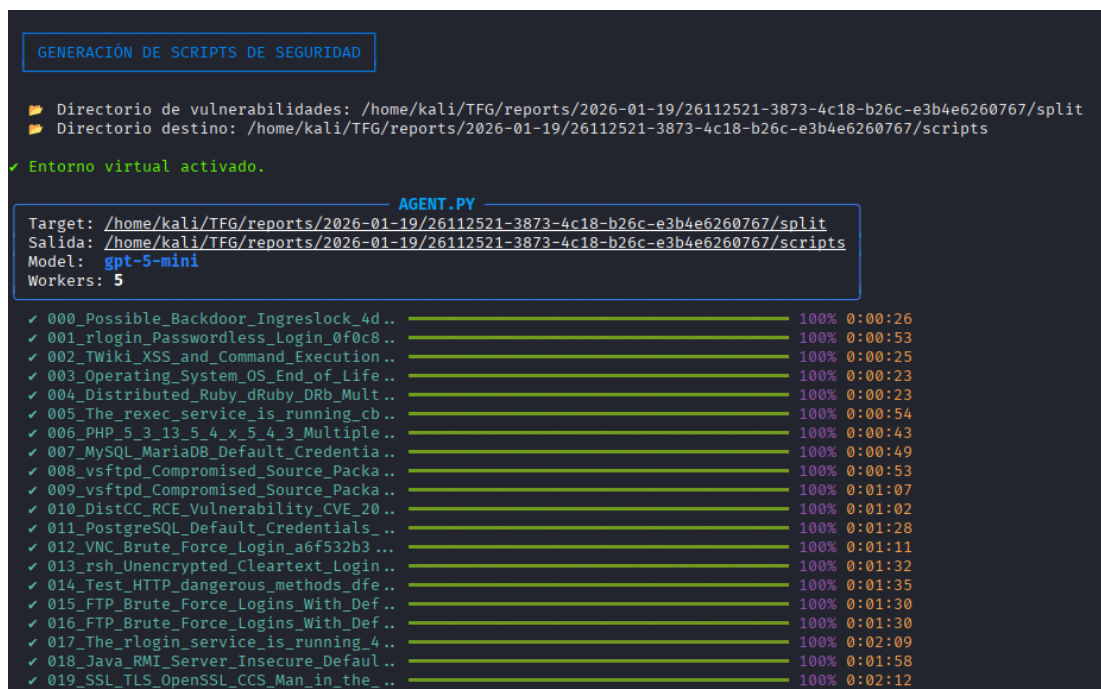 GENERACIÓN DE SCRIPTS DE SEGURIDAD
Directorio de vulnerabilidades: /home/kali/TFG/reports/2026-01-19/26112521-3873-4c18-b26c-e3b4e6260767/split
Directorio destino: /home/kali/TFG/reports/2026-01-19/26112521-3873-4c18-b26c-e3b4e6260767/scripts
✔ Entorno virtual activado.
AGENT.PY
Target: /home/kali/TFG/reports/2026-01-19/26112521-3873-4c18-b26c-e3b4e6260767/split
Salida: /home/kali/TFG/reports/2026-01-19/26112521-3873-4c18-b26c-e3b4e6260767/scripts
Model: gpt-5-mini
Workers: 5
✔ 000_Possible_Backdoor_Ingreslock_4d… 100% 0:00:26
✔ 001_rlogin_Passwordless_Login_0f0c8… 100% 0:00:53
✔ 002_TWiki_XSS_and_Command_Execution… 100% 0:00:25
✔ 003_Operating_System_OS_End_of_Life… 100% 0:00:23
✔ 004_Distributed_Ruby_dRuby_DRb_Mult… 100% 0:00:23
✔ 005_The_rexec_service_is_running_cb… 100% 0:00:54
✔ 006_PHP_5_3_13_5_4_x_5_4_3_Multiple… 100% 0:00:43
✔ 007_MySQL_MariaDB_Default_Credentia… 100% 0:00:49
✔ 008_vsftpd_Compromised_Source_Packa… 100% 0:00:53
✔ 009_vsftpd_Compromised_Source_Packa… 100% 0:01:07
✔ 010_DistCC_RCE_Vulnerability_CVE_20… 100% 0:01:02
✔ 011_PostgreSQL_Default_Credentials_… 100% 0:01:28
✔ 012_VNC_Brute_Force_Login_a6f532b3 … 100% 0:01:11
✔ 013_rsh_Unencrypted_Cleartext_Login… 100% 0:01:32
✔ 014_Test_HTTP_dangerous_methods_dfe… 100% 0:01:35
✔ 015_FTP_Brute_Force_Logins_With_Def… 100% 0:01:30
✔ 016_FTP_Brute_Force_Logins_With_Def… 100% 0:01:30
✔ 017_The_rlogin_service_is_running_4… 100% 0:02:09
✔ 018_Java_RMI_Server_Insecure_Defaul… 100% 0:01:58
✔ 019_SSL_TLS_OpenSSL_CCS_Man_in_the_… 100% 0:02:12